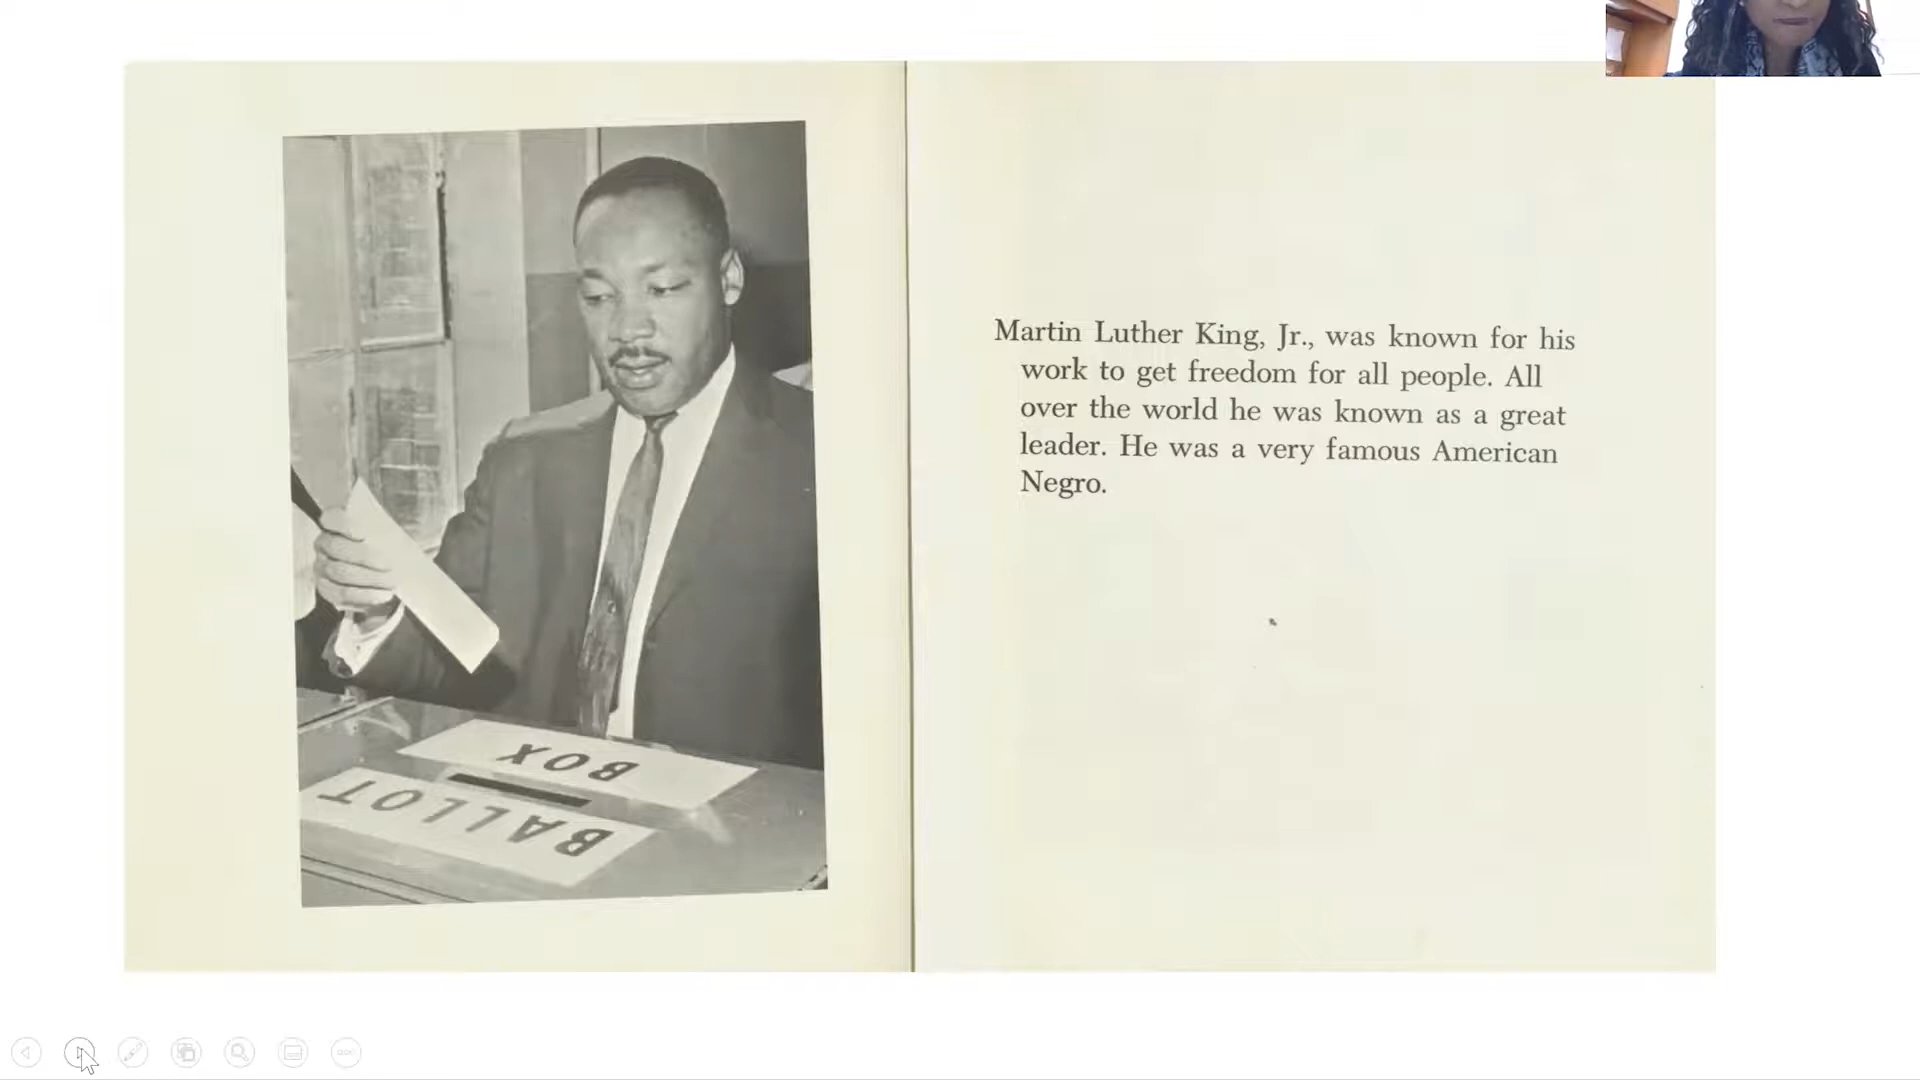 BOX
BALLOT
Martin Luther King, Jr., was known for his
work to get freedom for all people. All
over the world he was known as a great
leader. He was a very famous American
Negro.